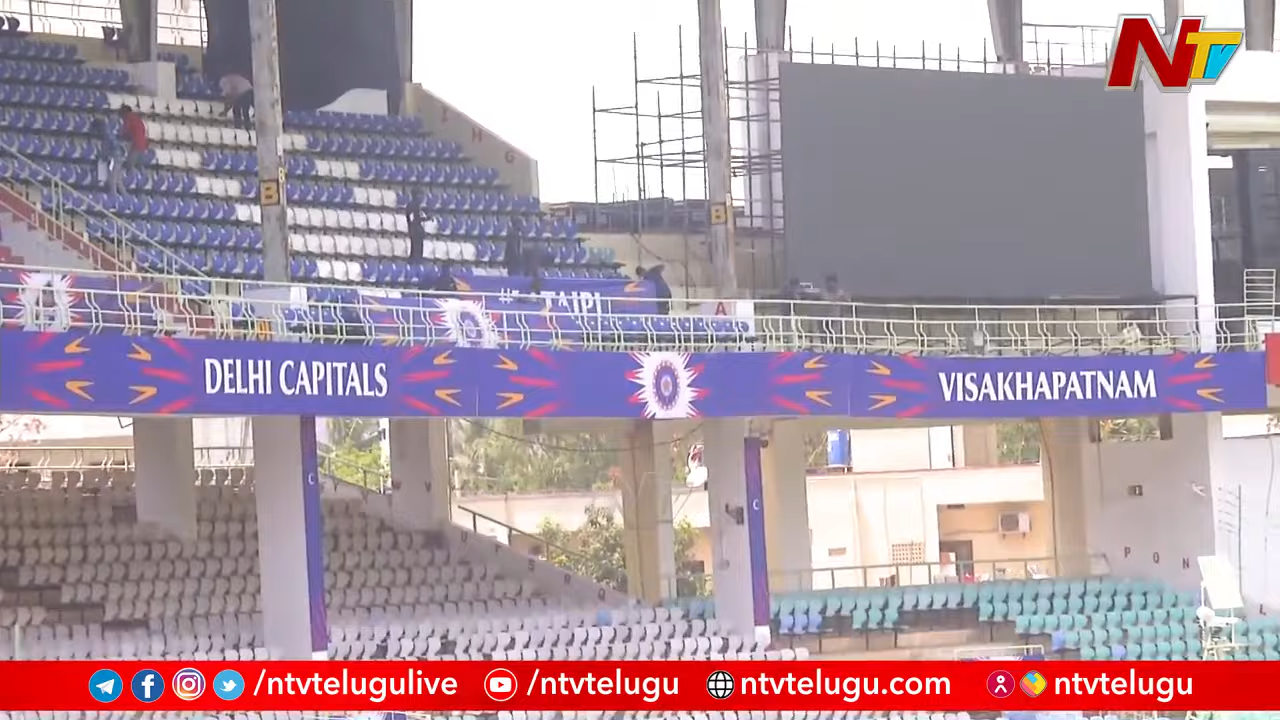 NTV
I H G
B
B
B
#
TAIPL
A
DELHI CAPITALS
VISAKHAPATNAM
C
C
P Q N
/ntvtelugulive
/ntvtelugu
ntvtelugu.com
ntvtelugu